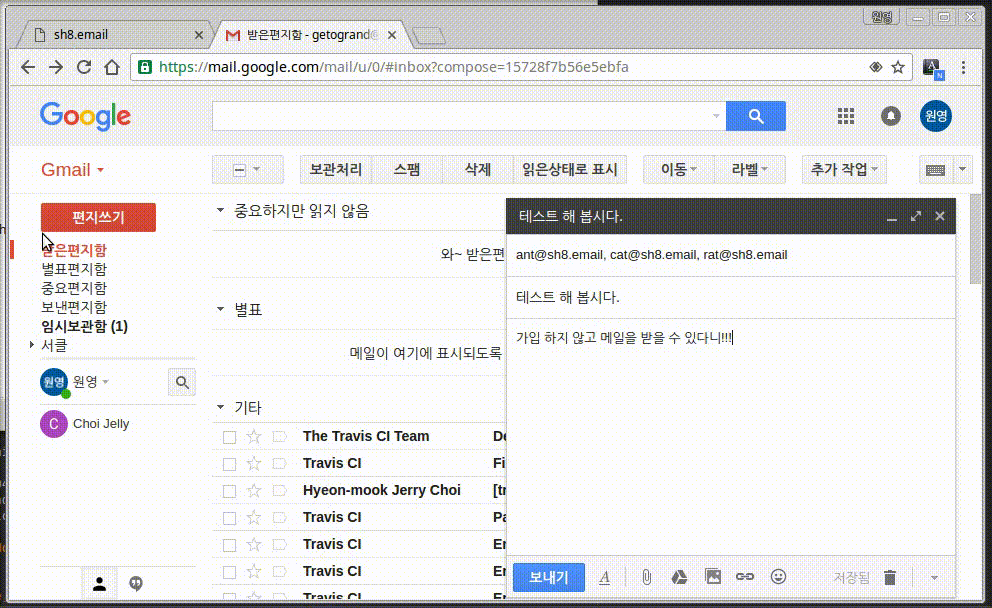 원영
sh8.email
받은편지함 - getogrand@
https://mail.google.com/mail/u/0/#inbox?compose=15728f7b56e5ebfa
Google
원영
Gmail
보관처리 스팸 삭제 읽은상태로 표시 이동 라벨 추가 작업
편지쓰기
받은편지함
별표편지함
중요편지함
보낸편지함
임시보관함 (1)
서클
원영 원영
C Choi Jelly
중요하지만 읽지 않음
와~ 받은편
별표
메일이 여기에 표시되도록
기타
The Travis CI Team De
Travis CI Fi
Hyeon-mook Jerry Choi [tr
Travis CI Pa
Travis CI Er
Travis CI Er
Travis CI Er
테스트 해 봅시다.
ant@sh8.email, cat@sh8.email, rat@sh8.email
테스트 해 봅시다.
가입 하지 않고 메일을 받을 수 있다니!!!
보내기 A 저장됨